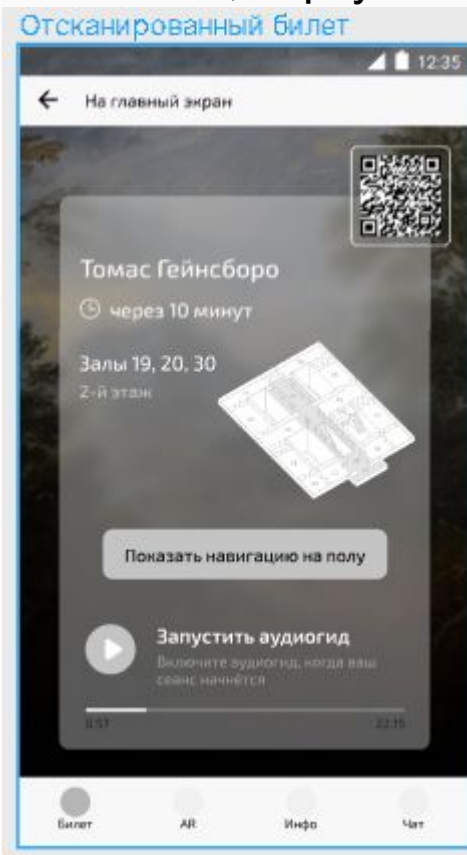 Отсканированный билет
12:35
На главный экран
Томас Гейнсборо
через 10 минут
Залы 19, 20, 30
2-й этаж
Показать навигацию на полу
Запустить аудиогид
Включите аудиогид, когда ваш
сеанс начнётся
22:15
Билет
AR
Инфо
Чат